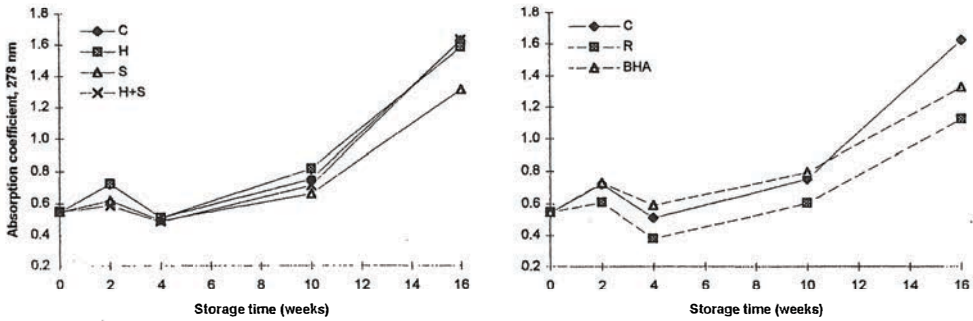 Absorption coefficient, 278 nm
1.8
1.6
1.4
1.2
1.0
0.8
0.6
0.4
0.2
C
H
S
H+S
0 2 4 6 8 10 12 14 16
Storage time (weeks)
1.8
1.6
1.4
1.2
1.0
0.8
0.6
0.4
0.2
C
R
BHA
0 2 4 6 8 10 12 14 16
Storage time (weeks)